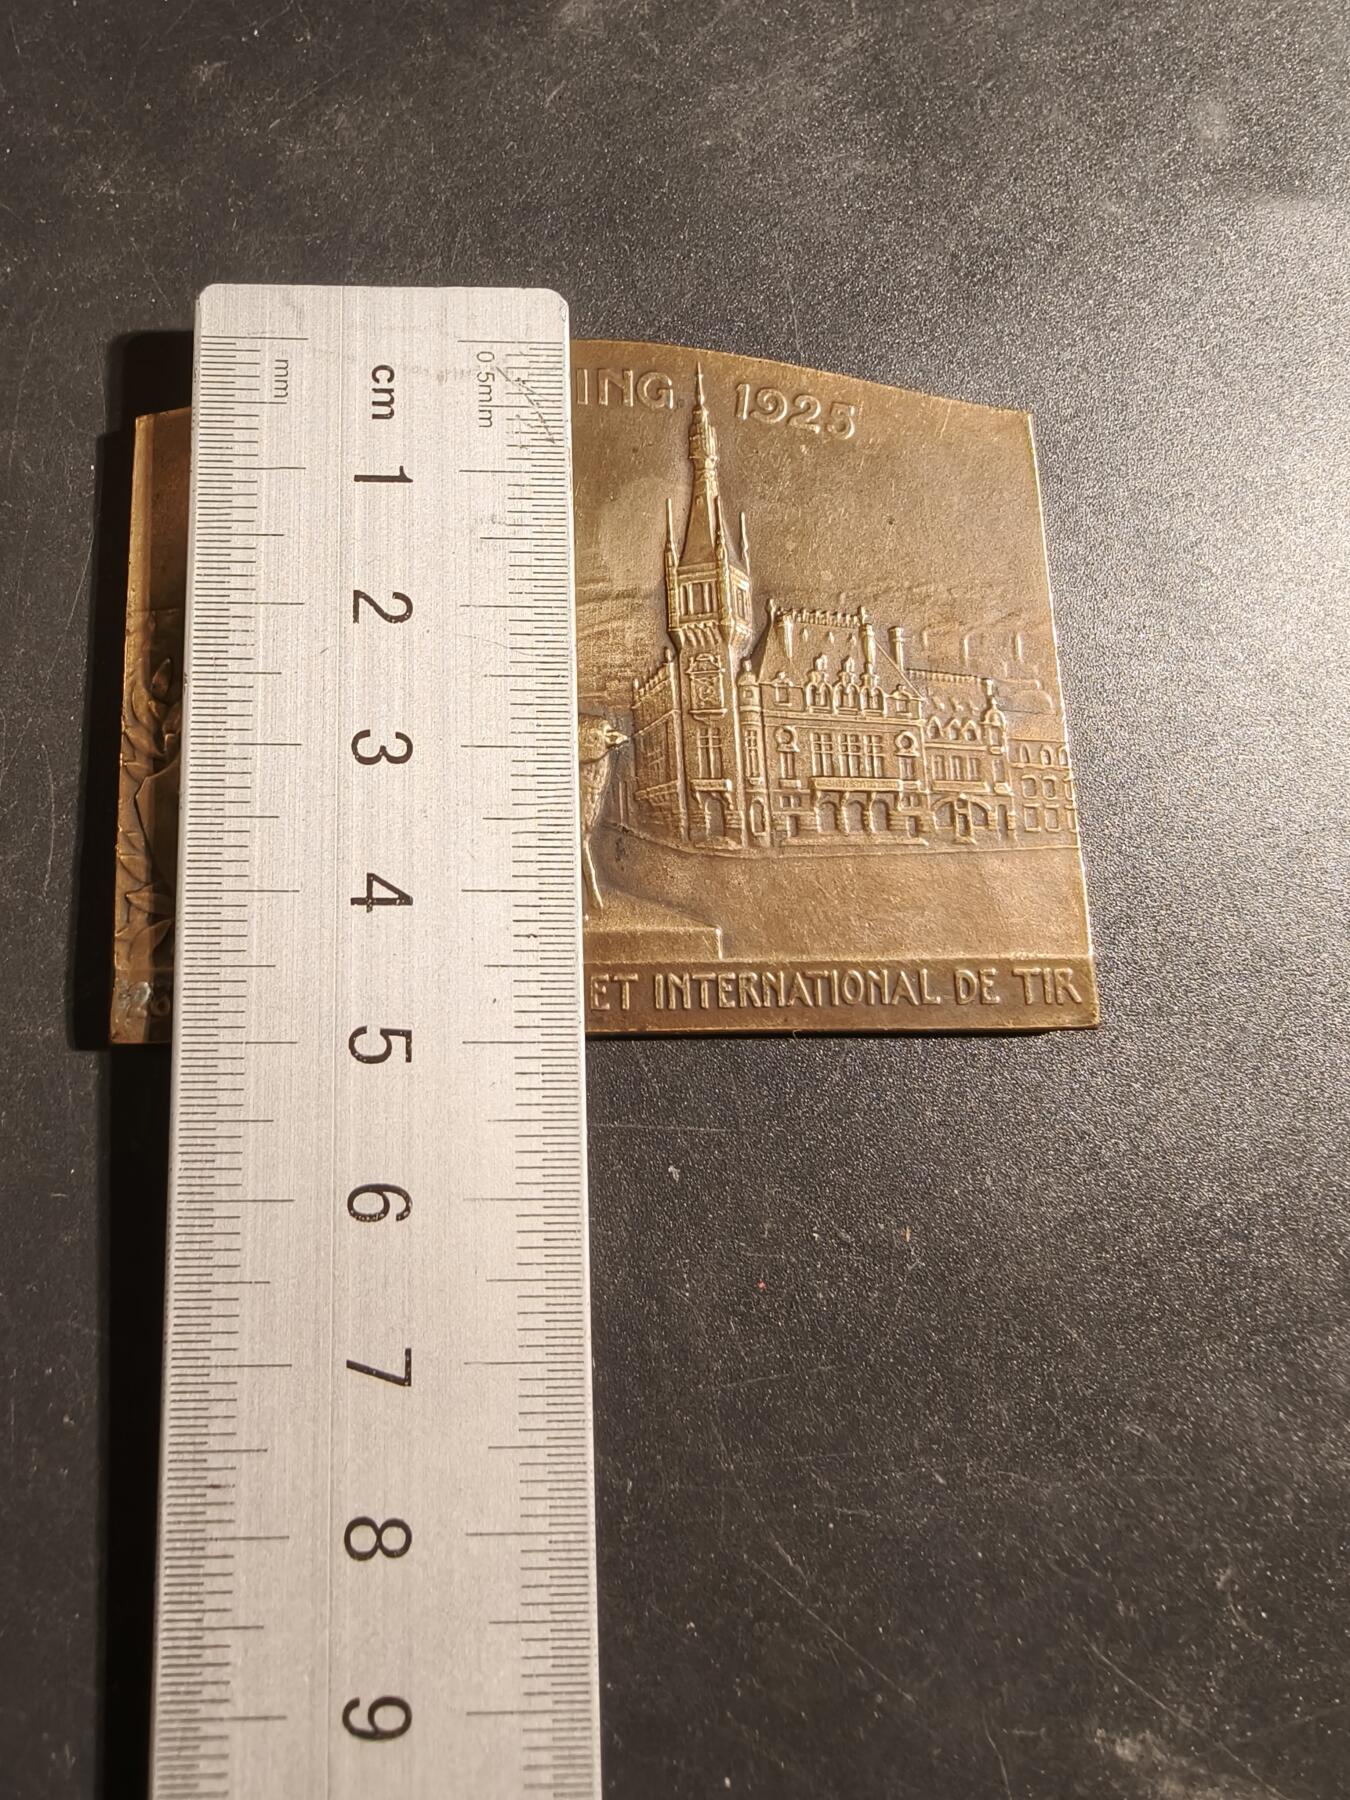 ING 1925
mm
cm
0.5mm
1
2
3
4
ET INTERNATIONAL DE TIR
5
6
7
8
9